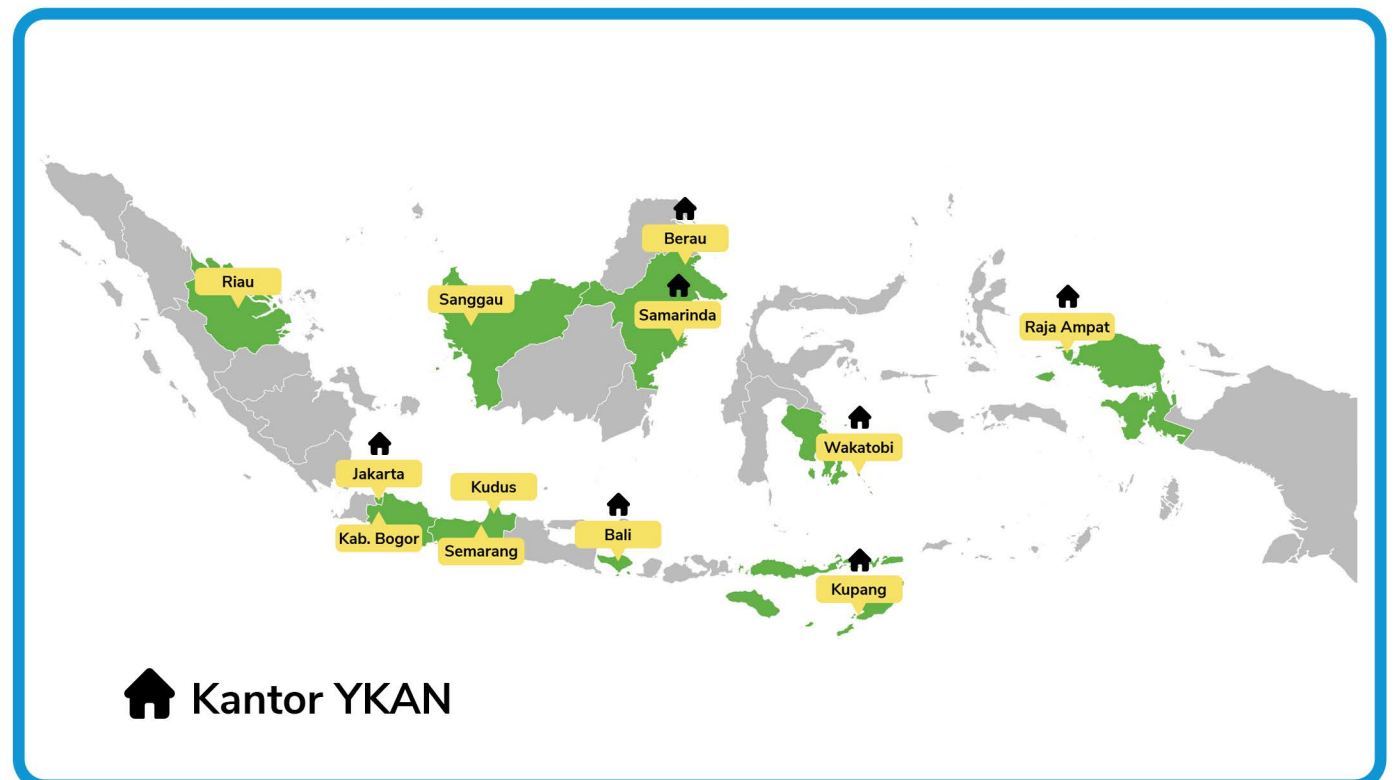 Berau
Riau
Sanggau
Samarinda
Raja Ampat
Wakatobi
Jakarta
Kudus
Kab. Bogor
Semarang
Bali
Kupang
Kantor YKAN